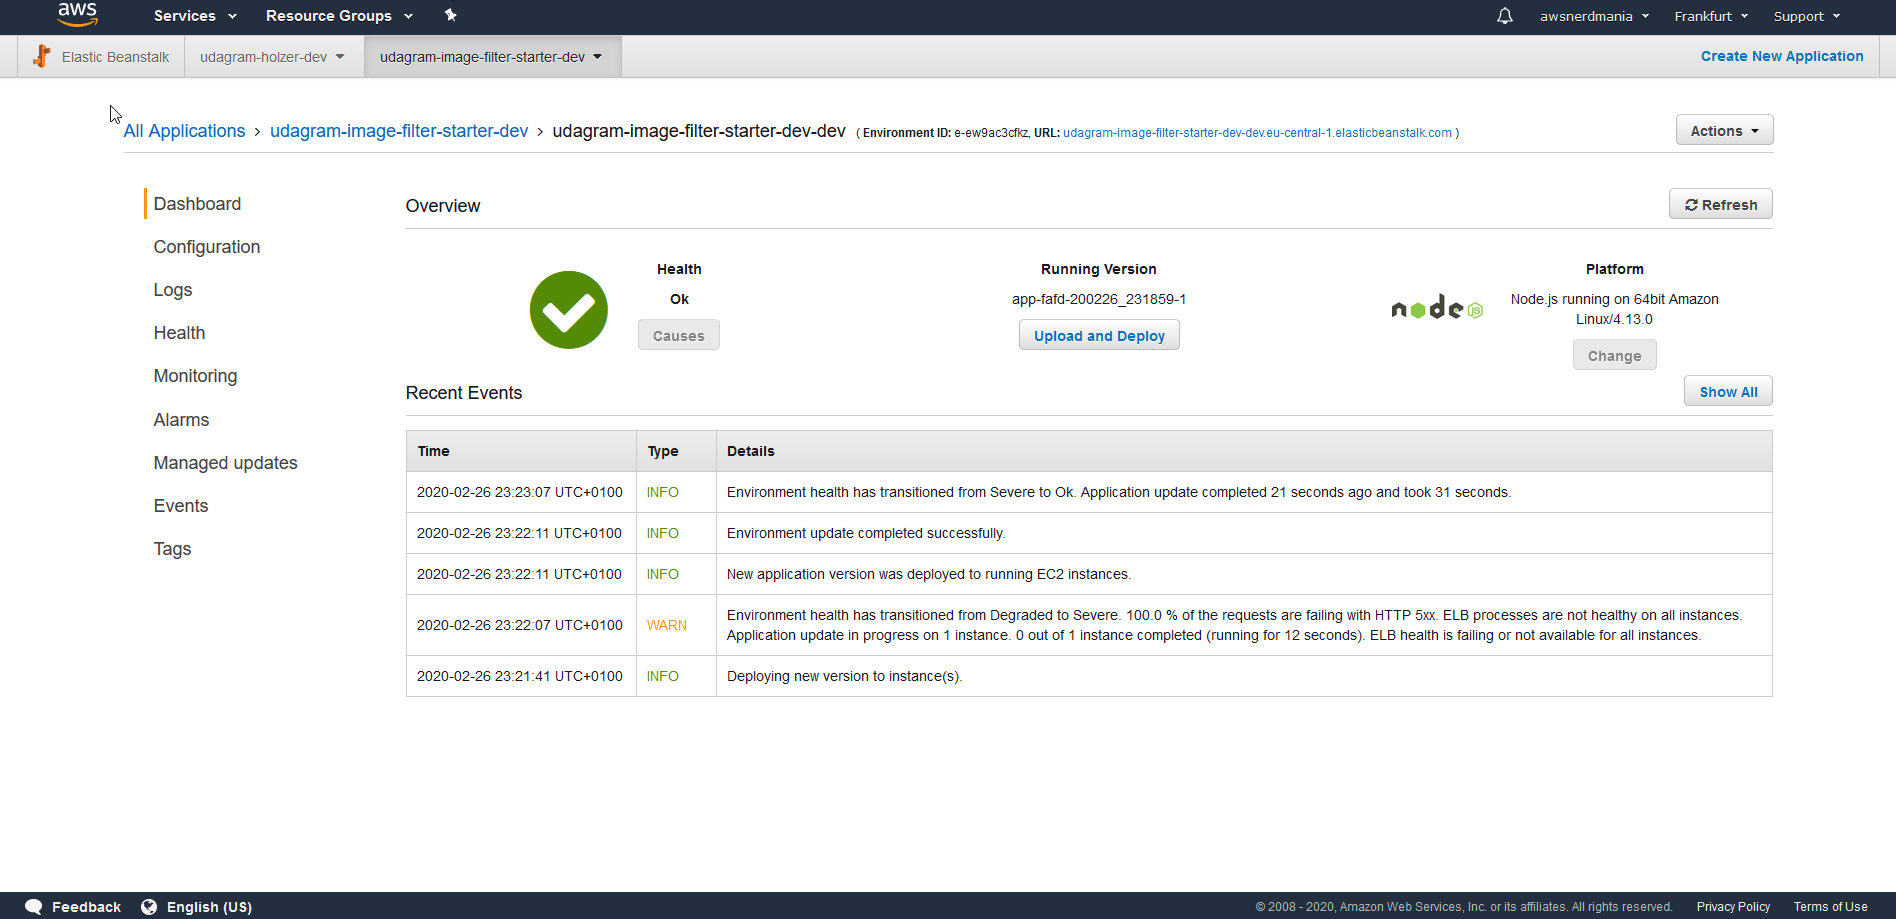 aws
Services
Resource Groups
awsnerdmania
Frankfurt
Support
Elastic Beanstalk
udagram-holzer-dev
udagram-image-filter-starter-dev
Create New Application
All Applications › udagram-image-filter-starter-dev › udagram-image-filter-starter-dev-dev ( Environment ID: e-ew9ac3cfkz, URL: udagram-image-filter-starter-dev-dev.eu-central-1.elasticbeanstalk.com )
Actions
Dashboard
Configuration
Logs
Health
Monitoring
Alarms
Managed updates
Events
Tags
Overview
Refresh
Health
Ok
Causes
Running Version
app-fafd-200226_231859-1
Upload and Deploy
node
JS
Platform
Node.js running on 64bit Amazon
Linux/4.13.0
Change
Recent Events
Show All
Time Type Details
2020-02-26 23:23:07 UTC+0100 INFO Environment health has transitioned from Severe to Ok. Application update completed 21 seconds ago and took 31 seconds.
2020-02-26 23:22:11 UTC+0100 INFO Environment update completed successfully.
2020-02-26 23:22:11 UTC+0100 INFO New application version was deployed to running EC2 instances.
2020-02-26 23:22:07 UTC+0100 WARN Environment health has transitioned from Degraded to Severe. 100.0 % of the requests are failing with HTTP 5xx. ELB processes are not healthy on all instances.
Application update in progress on 1 instance. 0 out of 1 instance completed (running for 12 seconds). ELB health is failing or not available for all instances.
2020-02-26 23:21:41 UTC+0100 INFO Deploying new version to instance(s).
Feedback
English (US)
© 2008 - 2020, Amazon Web Services, Inc. or its affiliates. All rights reserved.
Privacy Policy
Terms of Use